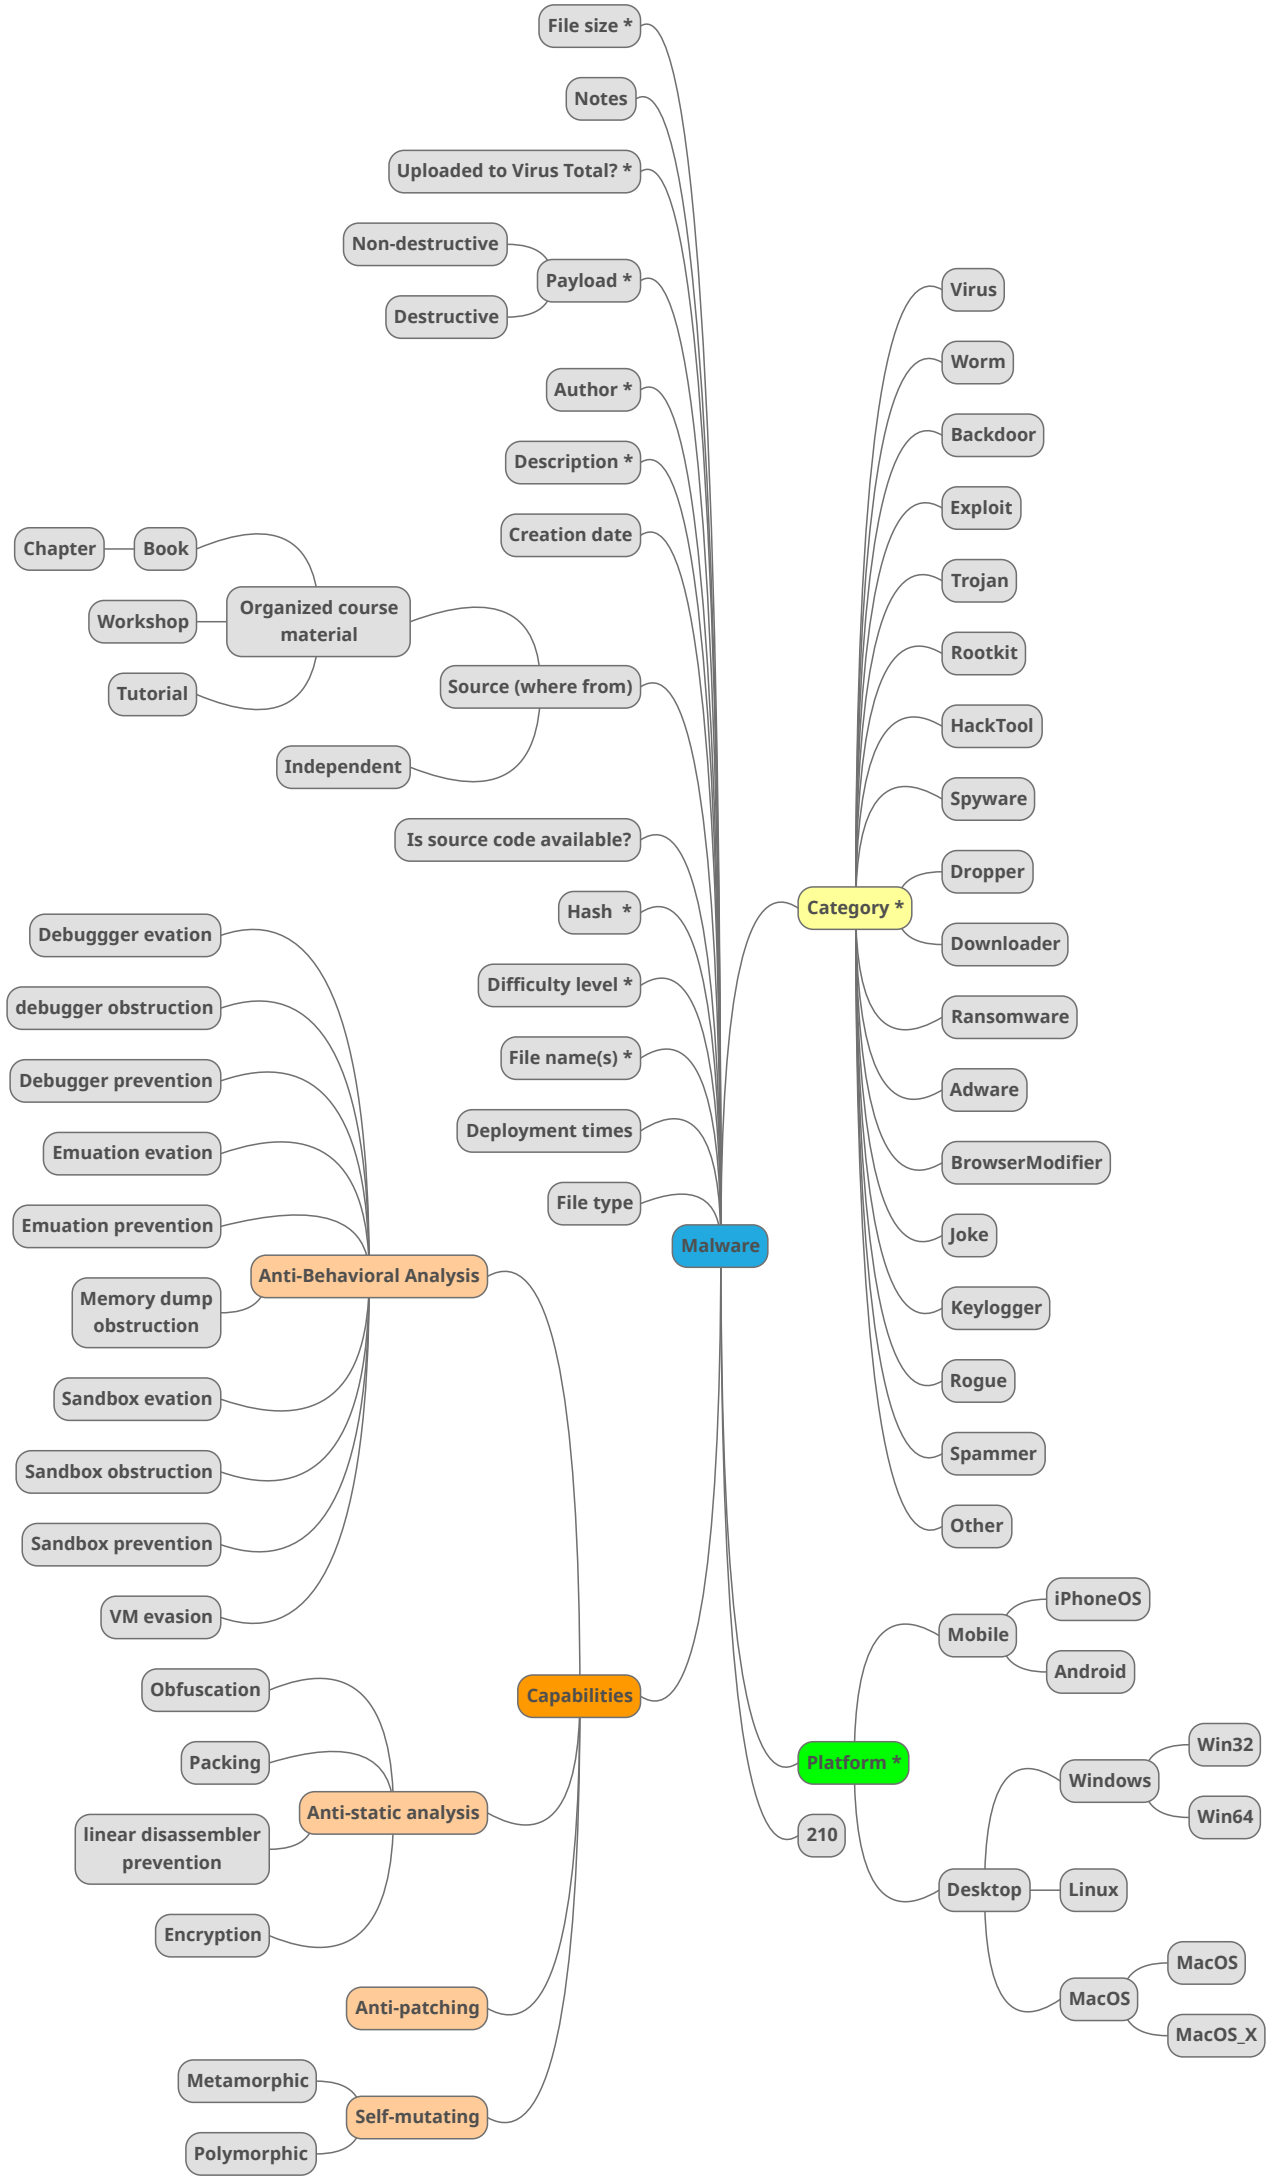 File size *
Notes
Uploaded to Virus Total? *
Non-destructive
Payload *
Destructive
Author *
Description *
Creation date
Chapter
Book
Organized course
material
Workshop
Tutorial
Source (where from)
Independent
Is source code available?
Hash  *
Difficulty level *
File name(s) *
Deployment times
File type
Malware
Debuggger evation
debugger obstruction
Debugger prevention
Emuation evation
Emuation prevention
Anti-Behavioral Analysis
Memory dump
obstruction
Sandbox evation
Sandbox obstruction
Sandbox prevention
VM evasion
Capabilities
Obfuscation
Packing
Anti-static analysis
linear disassembler
prevention
Encryption
Anti-patching
Metamorphic
Self-mutating
Polymorphic
Category *
Virus
Worm
Backdoor
Exploit
Trojan
Rootkit
HackTool
Spyware
Dropper
Downloader
Ransomware
Adware
BrowserModifier
Joke
Keylogger
Rogue
Spammer
Other
Platform *
Mobile
iPhoneOS
Android
Desktop
Windows
Win32
Win64
Linux
MacOS
MacOS
MacOS_X
210